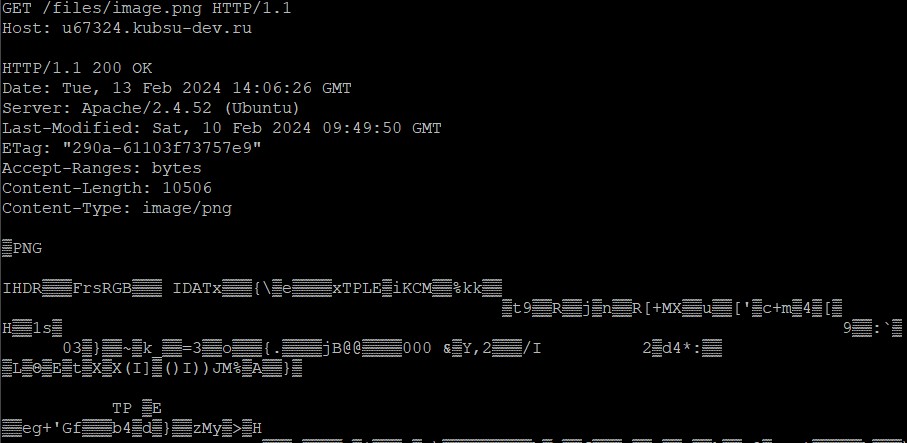 GET /files/image.png HTTP/1.1
Host: u67324.kubsu-dev.ru
HTTP/1.1 200 OK
Date: Tue, 13 Feb 2024 14:06:26 GMT
Server: Apache/2.4.52 (Ubuntu)
Last-Modified: Sat, 10 Feb 2024 09:49:50 GMT
ETag: "290a-61103f73757e9"
Accept-Ranges: bytes
Content-Length: 10506
Content-Type: image/png
▒PNG
IHDR▒▒▒FrsRGB▒▒▒ IDATx▒▒▒{\▒e▒▒▒▒xTPLE▒iKCM▒▒%kk▒▒
▒t9▒▒R▒▒j▒n▒▒R[+MX▒▒u▒▒['▒c+m▒4▒[▒
H▒▒1s▒ 9▒▒:`▒
03▒}▒▒~▒k_▒▒=3▒▒o▒▒▒{.▒▒▒▒jB@@▒▒▒▒000 &▒Y,2▒▒▒/I 2▒d4*:▒▒
▒L▒Θ▒E▒t▒X▒X(I]▒()I))JM%▒A▒▒}▒
TP ▒E
▒▒eg+'Gf▒▒▒b4▒d▒}▒▒zMy▒>▒H